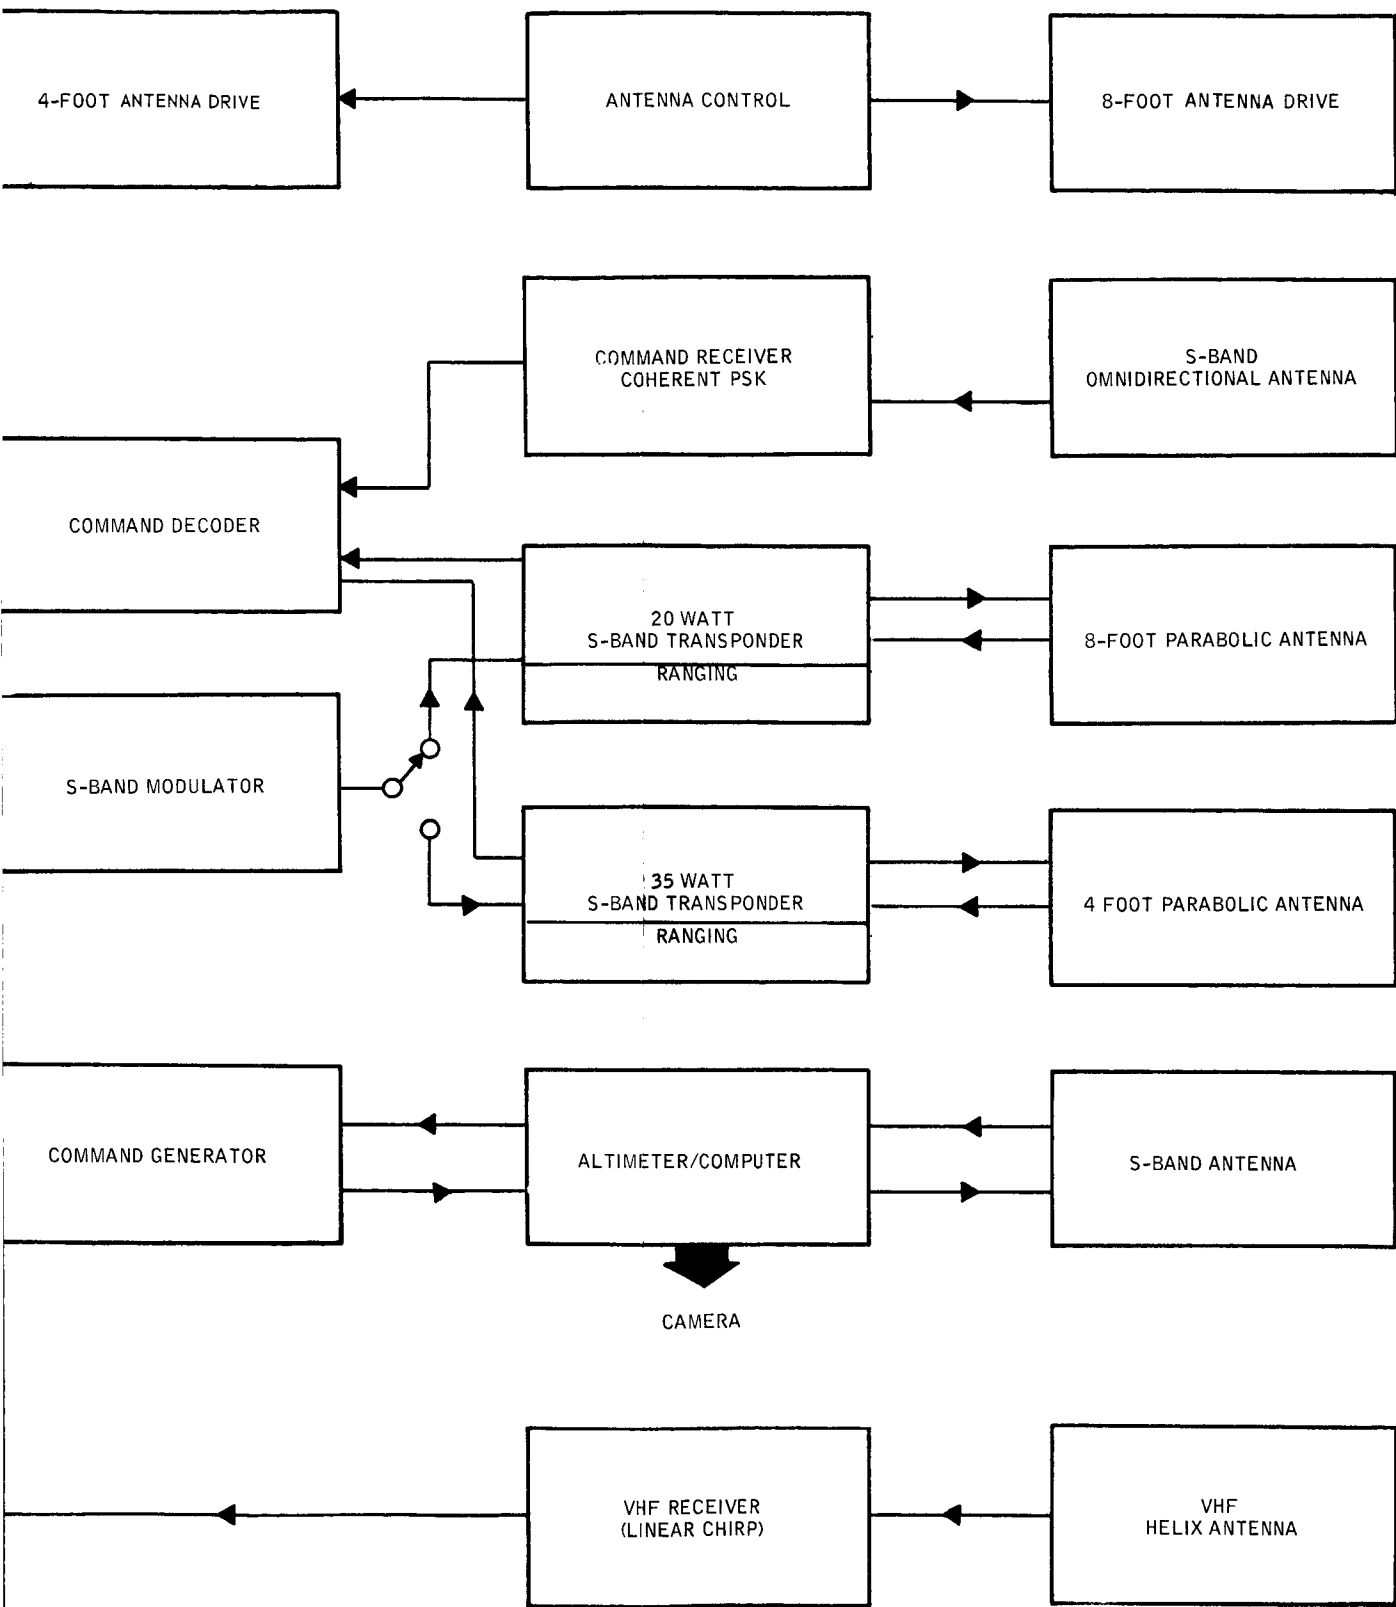 4-FOOT ANTENNA DRIVE
ANTENNA CONTROL
8-FOOT ANTENNA DRIVE
COMMAND RECEIVER
COHERENT PSK
S-BAND
OMNIDIRECTIONAL ANTENNA
COMMAND DECODER
20 WATT
S-BAND TRANSPONDER
RANGING
8-FOOT PARABOLIC ANTENNA
S-BAND MODULATOR
35 WATT
S-BAND TRANSPONDER
RANGING
4 FOOT PARABOLIC ANTENNA
COMMAND GENERATOR
ALTIMETER/COMPUTER
S-BAND ANTENNA
CAMERA
VHF RECEIVER
(LINEAR CHIRP)
VHF
HELIX ANTENNA